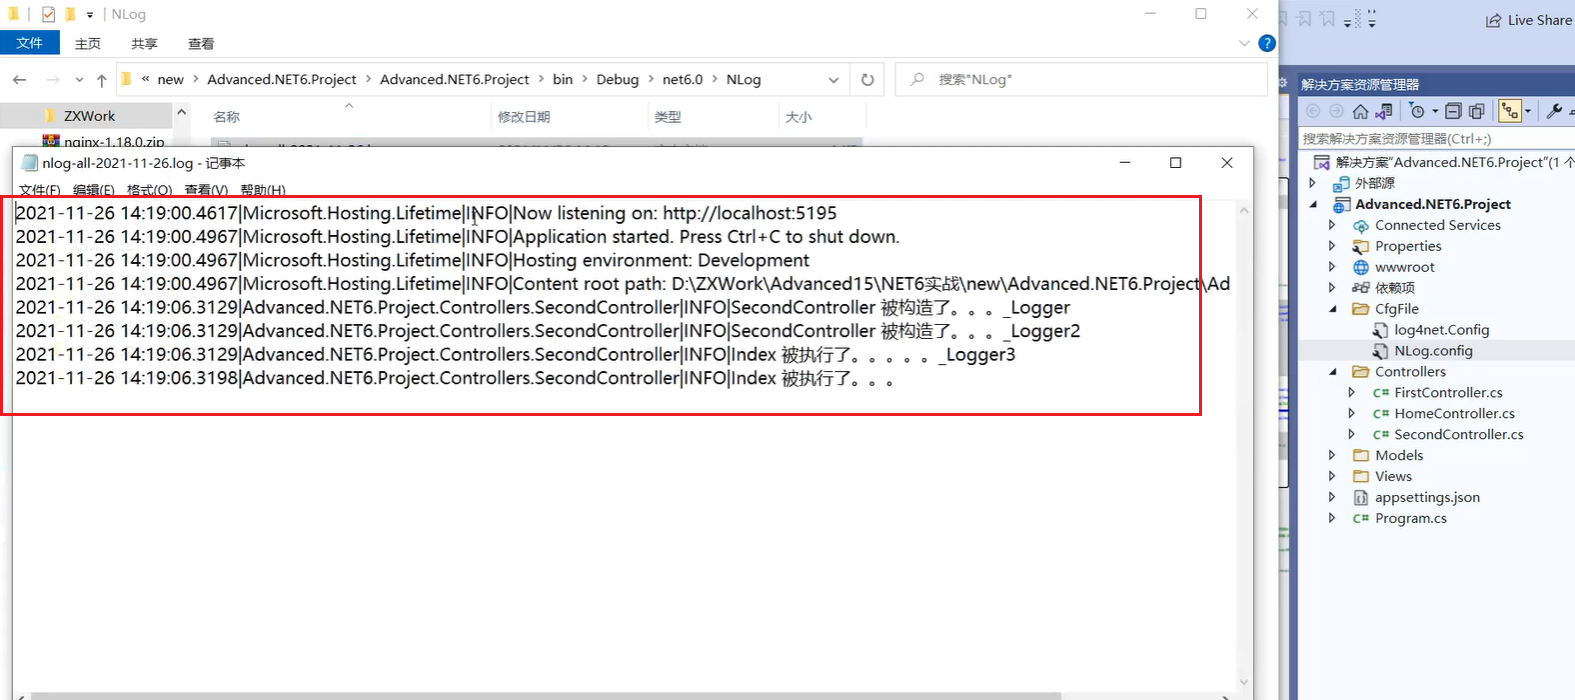 NLog
文件 主页 共享 查看
« new › Advanced.NET6.Project › Advanced.NET6.Project › bin › Debug › net6.0 › NLog
搜索"NLog"
ZXWork
名称 修改日期 类型 大小
nginx-1.18.0.zip
nlog-all-2021-11-26.log - 记事本
文件(F) 编辑(E) 格式(O) 查看(V) 帮助(H)
2021-11-26 14:19:00.4617|Microsoft.Hosting.Lifetime|INFO|Now listening on: http://localhost:5195
2021-11-26 14:19:00.4967|Microsoft.Hosting.Lifetime|INFO|Application started. Press Ctrl+C to shut down.
2021-11-26 14:19:00.4967|Microsoft.Hosting.Lifetime|INFO|Hosting environment: Development
2021-11-26 14:19:00.4967|Microsoft.Hosting.Lifetime|INFO|Content root path: D:\ZXWork\Advanced15\NET6实战\new\Advanced.NET6.Project\Ad
2021-11-26 14:19:06.3129|Advanced.NET6.Project.Controllers.SecondController|INFO|SecondController 被构造了。。。_Logger
2021-11-26 14:19:06.3129|Advanced.NET6.Project.Controllers.SecondController|INFO|SecondController 被构造了。。。_Logger2
2021-11-26 14:19:06.3129|Advanced.NET6.Project.Controllers.SecondController|INFO|Index 被执行了。。。。。_Logger3
2021-11-26 14:19:06.3198|Advanced.NET6.Project.Controllers.SecondController|INFO|Index 被执行了。。。
Live Share
解决方案资源管理器
搜索解决方案资源管理器(Ctrl+;)
解决方案"Advanced.NET6.Project"(1 个
外部源
Advanced.NET6.Project
Connected Services
Properties
wwwroot
依赖项
CfgFile
log4net.Config
NLog.config
Controllers
C# FirstController.cs
C# HomeController.cs
C# SecondController.cs
Models
Views
appsettings.json
C# Program.cs